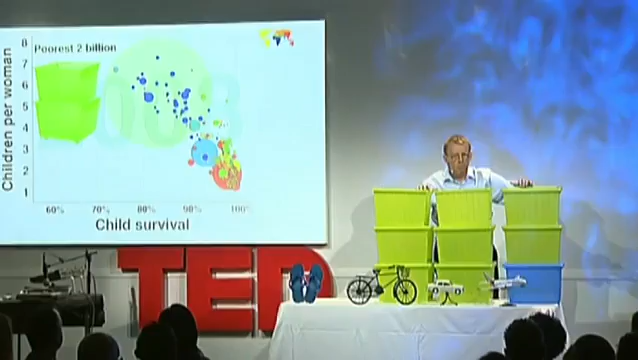 Poorest 2 billion
Children per woman
8
7
6
5
4
3
2
1
60% 70% 80% 90% 100%
Child survival
TED